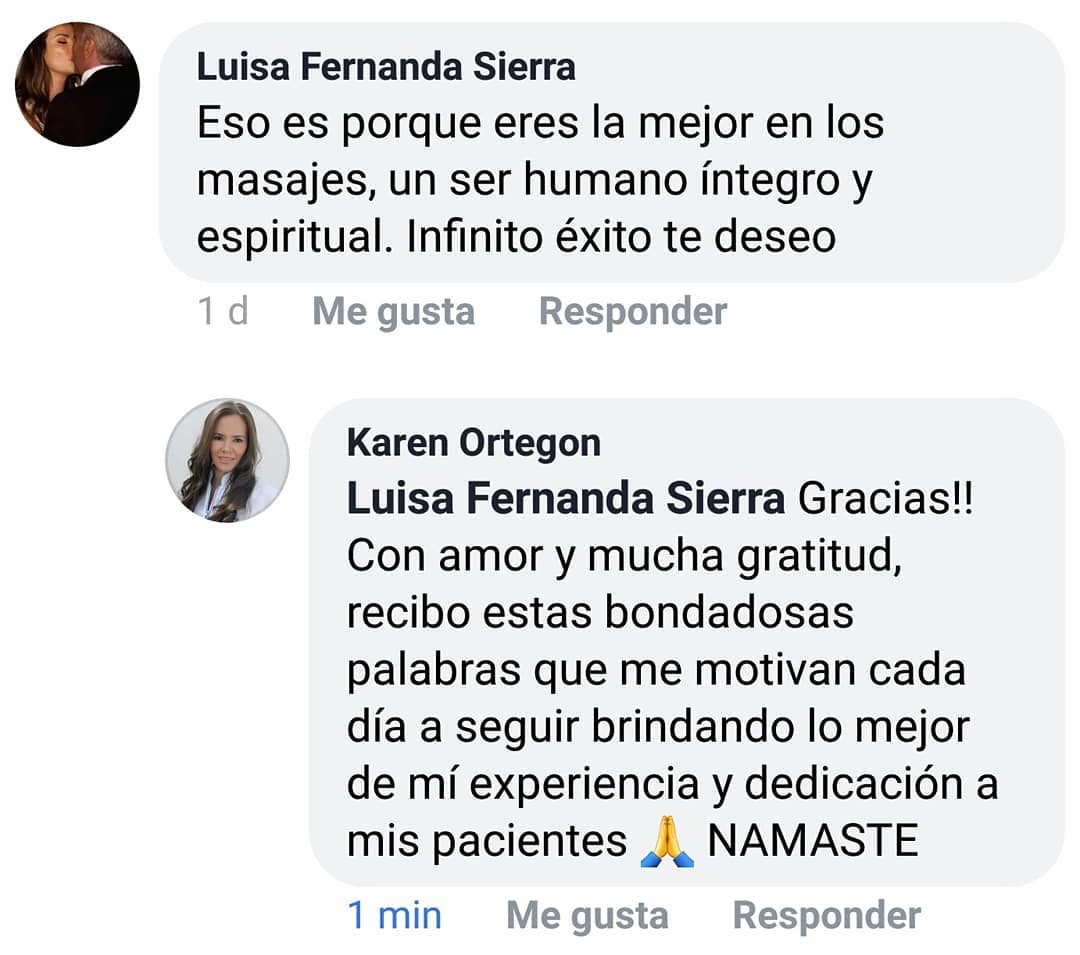 Luisa Fernanda Sierra
Eso es porque eres la mejor en los
masajes, un ser humano íntegro y
espiritual. Infinito éxito te deseo
1 d Me gusta Responder
Karen Ortegon
Luisa Fernanda Sierra Gracias!!
Con amor y mucha gratitud,
recibo estas bondadosas
palabras que me motivan cada
día a seguir brindando lo mejor
de mí experiencia y dedicación a
mis pacientes 🙏 NAMASTE
1 min Me gusta Responder